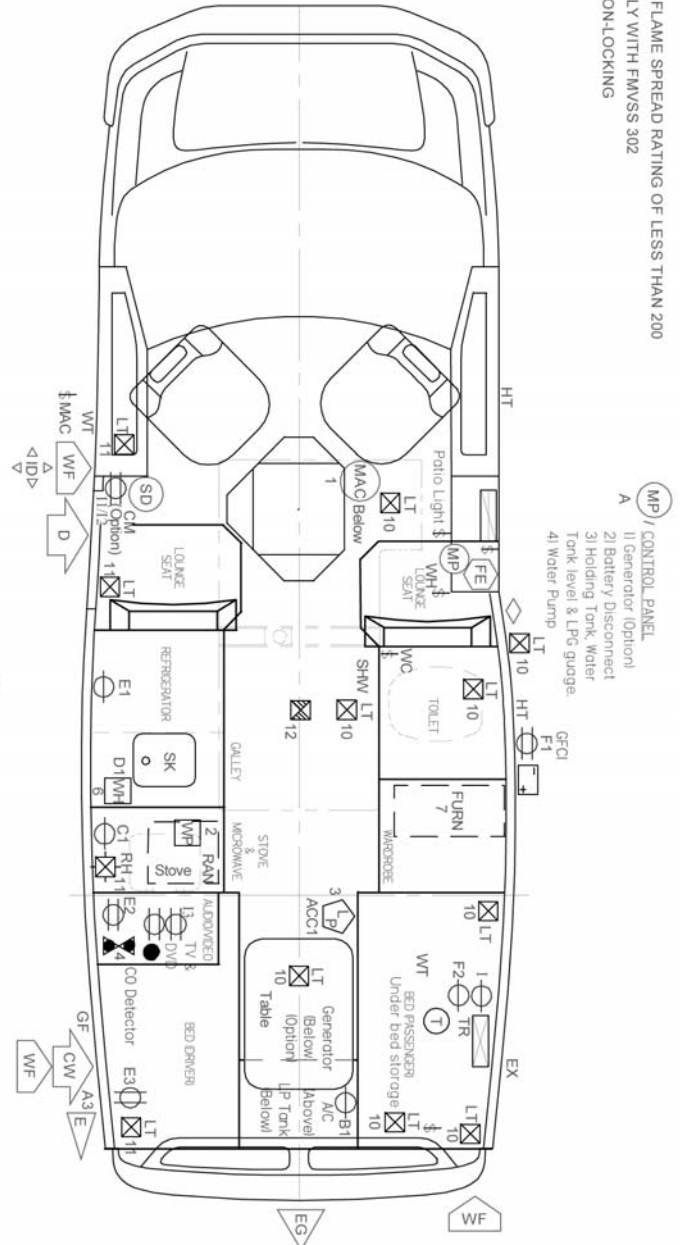 FLAME SPREAD RATING OF LESS THAN 200
LY WITH FMVSS 302
ON-LOCKING
MP / CONTROL PANEL
A
1) Generator (Option)
2) Battery Disconnect
3) Holding Tank, Water
Tank level & LPG guage.
4) Water Pump
HT
Patio Light $
MAC Below
1
LT
10
$
MP
FE
WH$
LOUNGE
SEAT
LT
10
HT
GFCI
F1
- +
WC
$
TOILET
LT
10
SHW
LT
10
12
FURN
7
WARDROBE
GALLEY
STOVE
&
MICROWAVE
LT
10
WT
T
F2
I
TR
EX
BED (PASSENGER)
Under bed storage
LT
10
$
LT
10
3
LP
ACC1
LT
10
Table
Generator
(Below)
(Option)
A/C
(Above)
LP Tank
(Below)
B1
LT
11
WT
$ MAC
WF
ID
SD
CM
(Option)
11/12
D
LT
11
LOUNGE
SEAT
REFRIGERATOR
E1
SK
D1
WH
6
2
WP
RAN
Stove
C1
RH
11
E2
4
AUDIO/VIDEO
I3
TV &
DVD
CO Detector
BED (DRIVER)
E3
LT
11
GF
WF
CW
A3
E
EG
WF